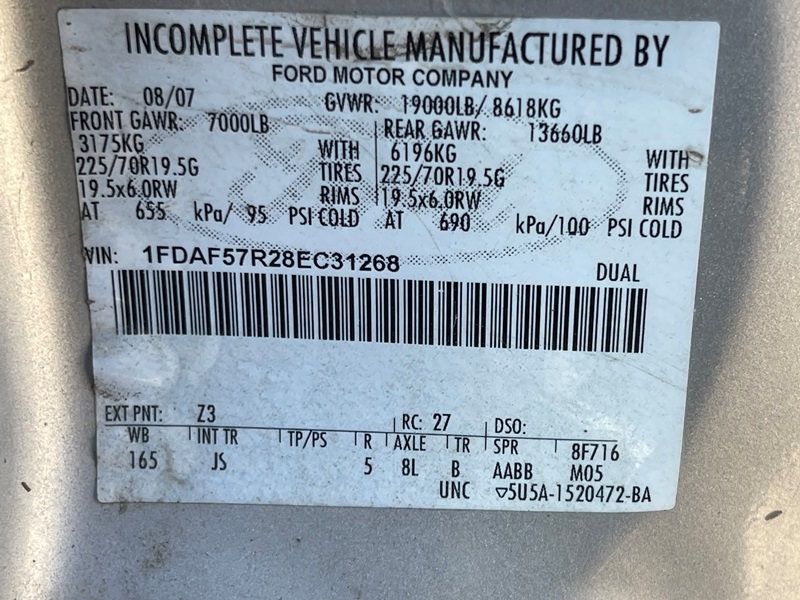 INCOMPLETE VEHICLE MANUFACTURED BY
FORD MOTOR COMPANY
DATE: 08/07 GVWR: 19000LB/ 8618KG
FRONT GAWR: 7000LB REAR GAWR: 13660LB
3175KG WITH 6196KG WITH
225/70R19.5G TIRES 225/70R19.5G TIRES
19.5x6.0RW RIMS 19.5x6.0RW RIMS
AT 655 kPa/ 95 PSI COLD AT 690 kPa/100 PSI COLD
VIN: 1FDAF57R28EC31268 DUAL
EXT PNT: Z3 RC: 27 DSO:
WB INT TR TP/PS R AXLE TR SPR 8F716
165 JS 5 8L B AABB M05
UNC ▽5U5A-1520472-BA